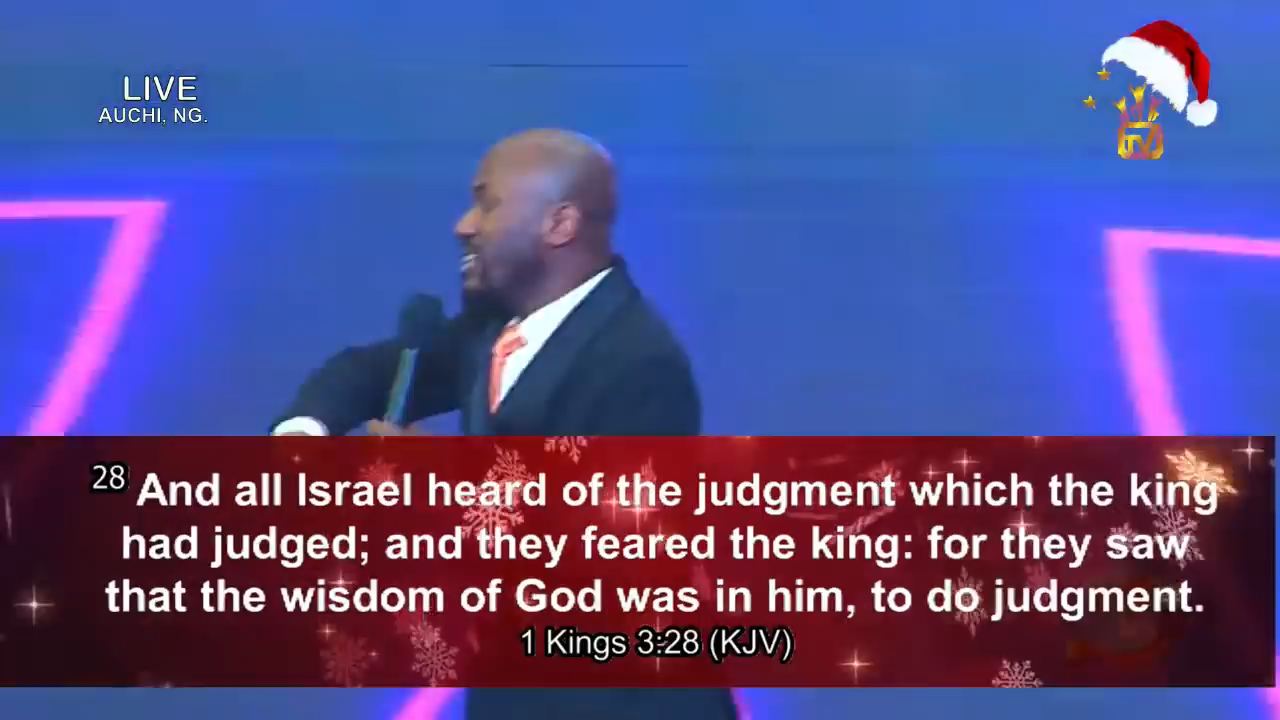 LIVE
AUCHI, NG.
TV
28 And all Israel heard of the judgment which the king
had judged; and they feared the king: for they saw
that the wisdom of God was in him, to do judgment.
1 Kings 3:28 (KJV)